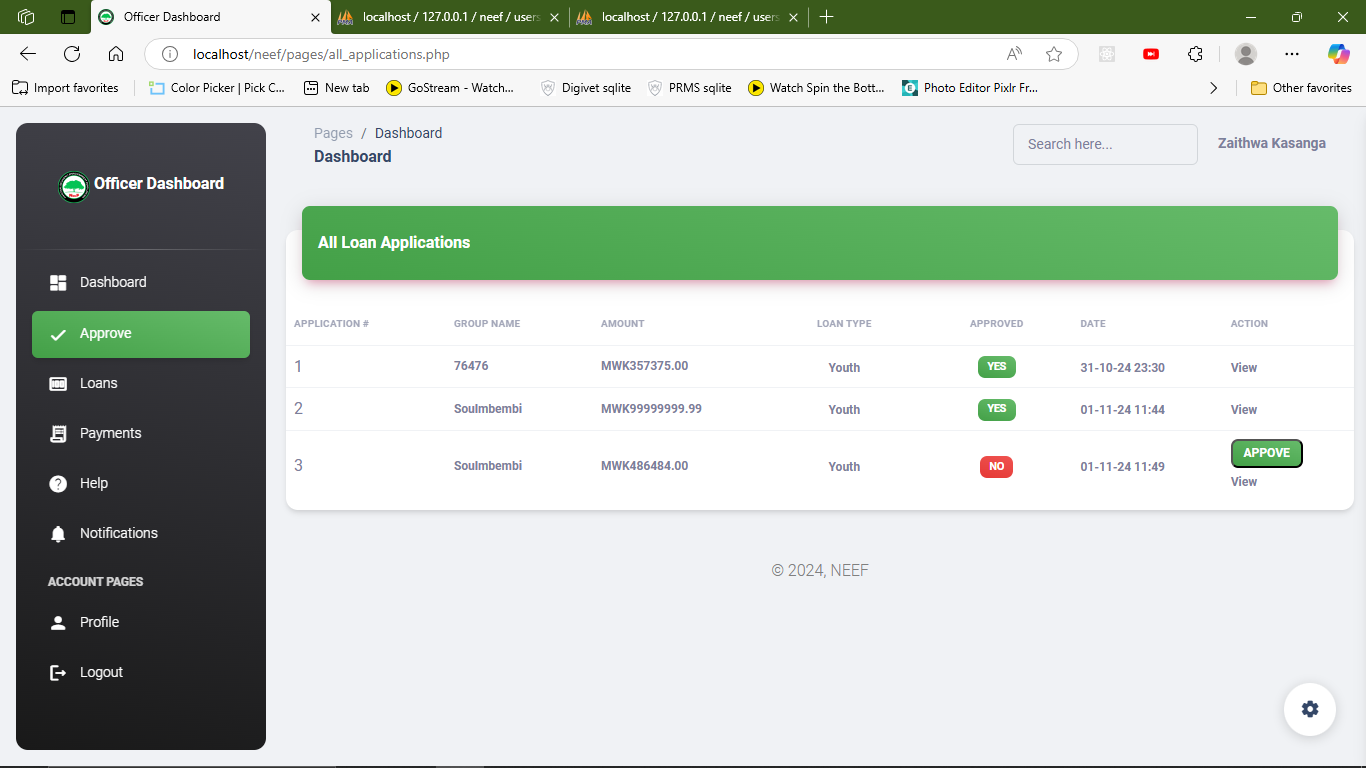 Officer Dashboard
localhost / 127.0.0.1 / neef / users
localhost / 127.0.0.1 / neef / users
localhost/neef/pages/all_applications.php
Import favorites
Color Picker | Pick C...
New tab
GoStream - Watch...
Digivet sqlite
PRMS sqlite
Watch Spin the Bott...
Photo Editor Pixlr Fr...
Other favorites
Officer Dashboard
Dashboard
Approve
Loans
Payments
Help
Notifications
ACCOUNT PAGES
Profile
Logout
Pages / Dashboard
Dashboard
Search here...
Zaithwa Kasanga
All Loan Applications
APPLICATION # GROUP NAME AMOUNT LOAN TYPE APPROVED DATE ACTION
1 76476 MWK357375.00 Youth YES 31-10-24 23:30 View
2 Soulmbembi MWK99999999.99 Youth YES 01-11-24 11:44 View
3 Soulmbembi MWK486484.00 Youth NO 01-11-24 11:49 APPOVE
View
© 2024, NEEF